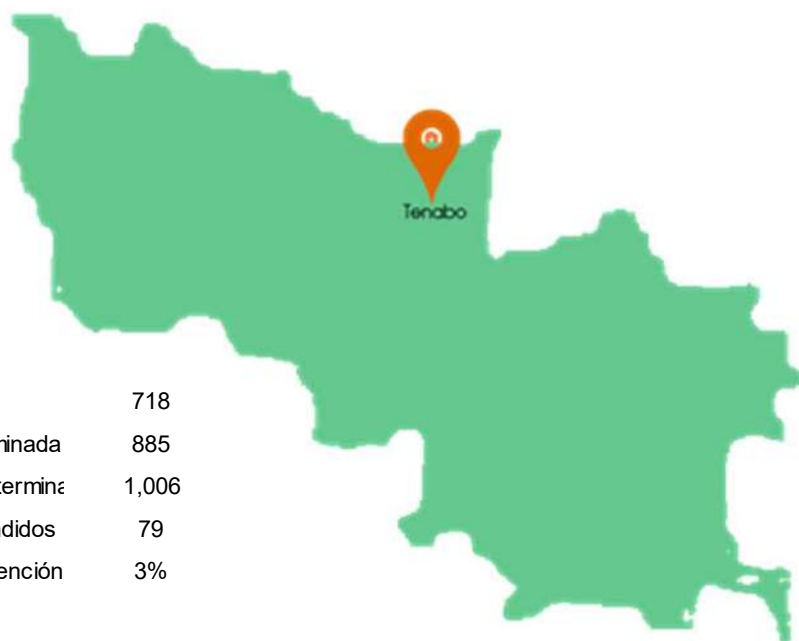 Tenabo
718
minada 885
termina 1,006
didos 79
ención 3%